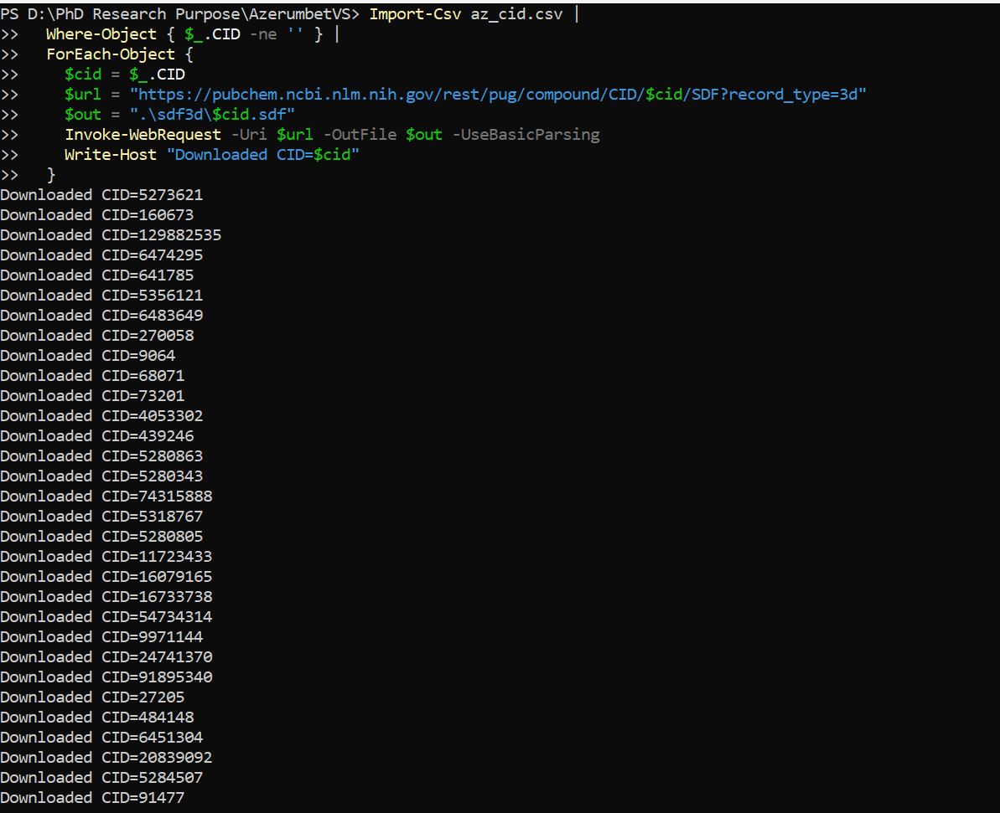 PS D:\PhD Research Purpose\AzerumbetVS> Import-Csv az_cid.csv |
>>   Where-Object { $_.CID -ne '' } |
>>   ForEach-Object {
>>     $cid = $_.CID
>>     $url = "https://pubchem.ncbi.nlm.nih.gov/rest/pug/compound/CID/$cid/SDF?record_type=3d"
>>     $out = ".\sdf3d\$cid.sdf"
>>     Invoke-WebRequest -Uri $url -OutFile $out -UseBasicParsing
>>     Write-Host "Downloaded CID=$cid"
>>   }
Downloaded CID=5273621
Downloaded CID=160673
Downloaded CID=129882535
Downloaded CID=6474295
Downloaded CID=641785
Downloaded CID=5356121
Downloaded CID=6483649
Downloaded CID=270058
Downloaded CID=9064
Downloaded CID=68071
Downloaded CID=73201
Downloaded CID=4053302
Downloaded CID=439246
Downloaded CID=5280863
Downloaded CID=5280343
Downloaded CID=74315888
Downloaded CID=5318767
Downloaded CID=5280805
Downloaded CID=11723433
Downloaded CID=16079165
Downloaded CID=16733738
Downloaded CID=54734314
Downloaded CID=9971144
Downloaded CID=24741370
Downloaded CID=91895340
Downloaded CID=27205
Downloaded CID=484148
Downloaded CID=6451304
Downloaded CID=20839092
Downloaded CID=5284507
Downloaded CID=91477